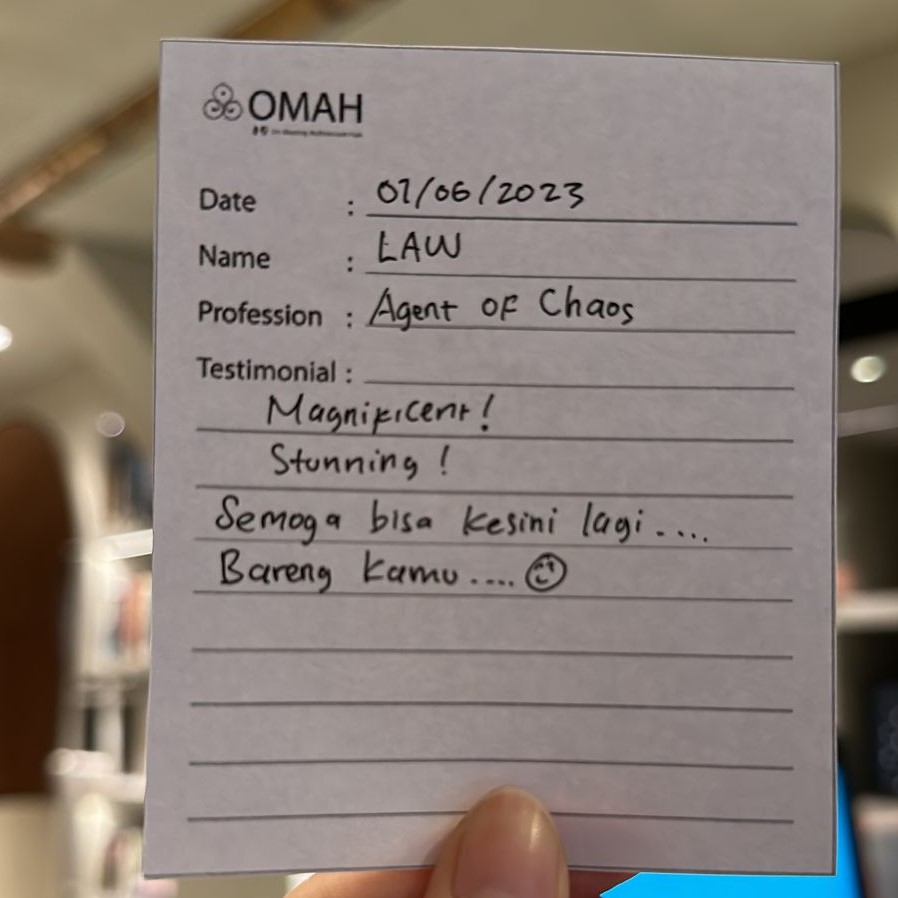 OMAH
Date : 07/06/2023
Name : LAW
Profession : Agent of Chaos
Testimonial :
Magnificent!
Stunning !
Semoga bisa kesini lagi....
Bareng kamu....